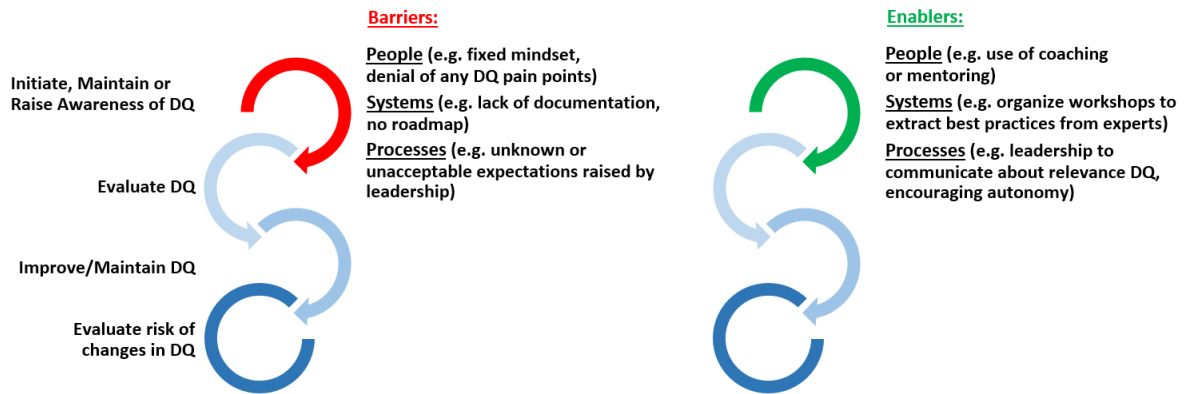 Initiate, Maintain or
Raise Awareness of DQ
Evaluate DQ
Improve/Maintain DQ
Evaluate risk of
changes in DQ
Barriers:
People (e.g. fixed mindset,
denial of any DQ pain points)
Systems (e.g. lack of documentation,
no roadmap)
Processes (e.g. unknown or
unacceptable expectations raised by
leadership)
Enablers:
People (e.g. use of coaching
or mentoring)
Systems (e.g. organize workshops to
extract best practices from experts)
Processes (e.g. leadership to
communicate about relevance DQ,
encouraging autonomy)